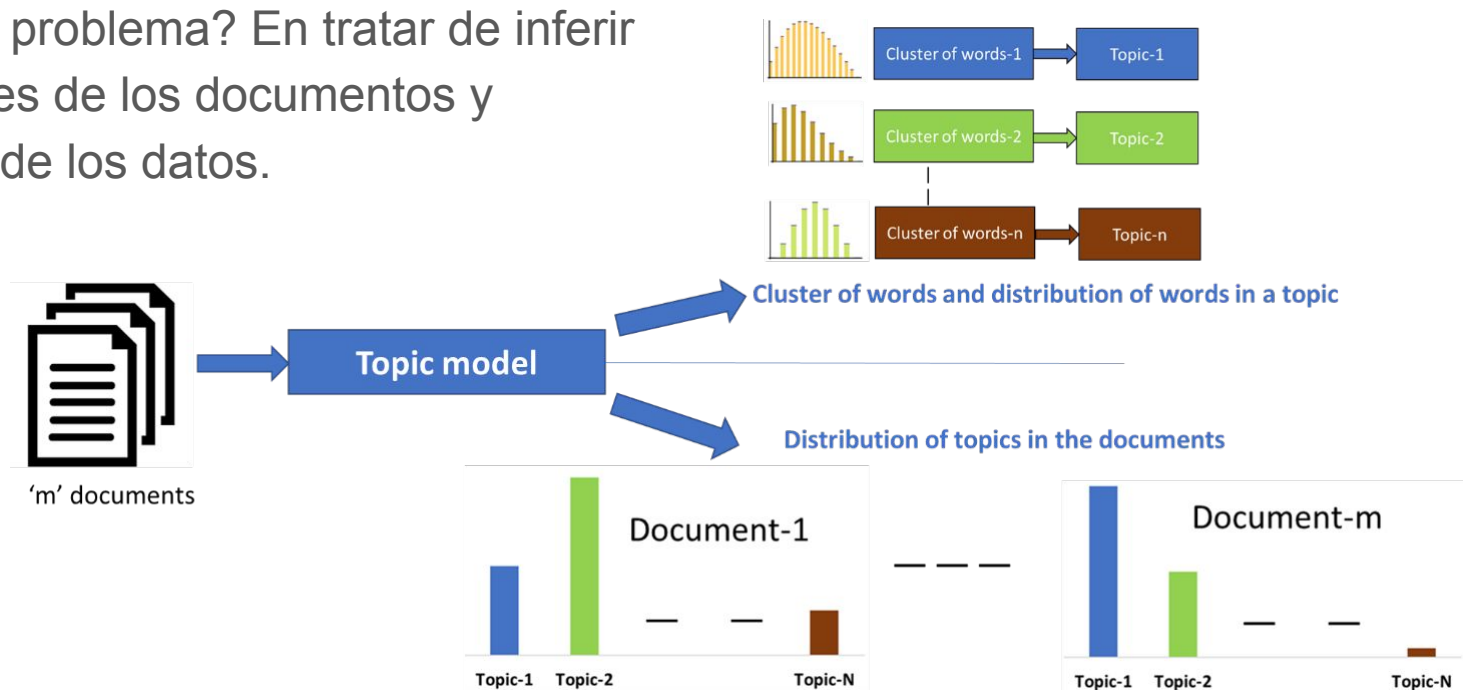 problema? En tratar de inferir
es de los documentos y
de los datos.
Cluster of words-1
Topic-1
Cluster of words-2
Topic-2
Cluster of words-n
Topic-n
Cluster of words and distribution of words in a topic
Topic model
'm' documents
Distribution of topics in the documents
Document-1
Topic-1 Topic-2 Topic-N
Document-m
Topic-1 Topic-2 Topic-N